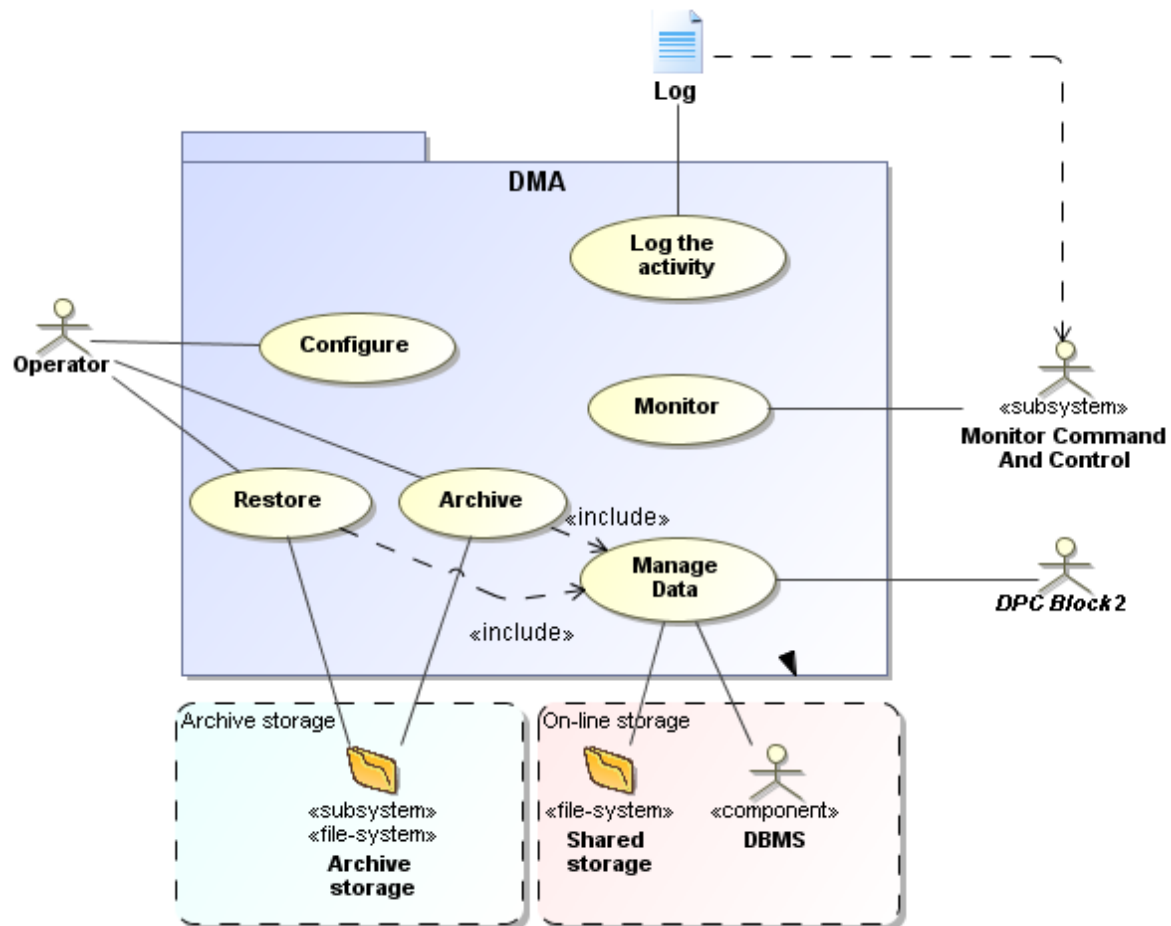 Log
DMA
Log the
activity
Operator
Configure
Monitor
«subsystem»
Monitor Command
And Control
Restore
Archive
«include»
Manage
Data
DPC Block2
«include»
Archive storage
«subsystem»
«file-system»
Archive
storage
On-line storage
«file-system»
Shared
storage
«component»
DBMS